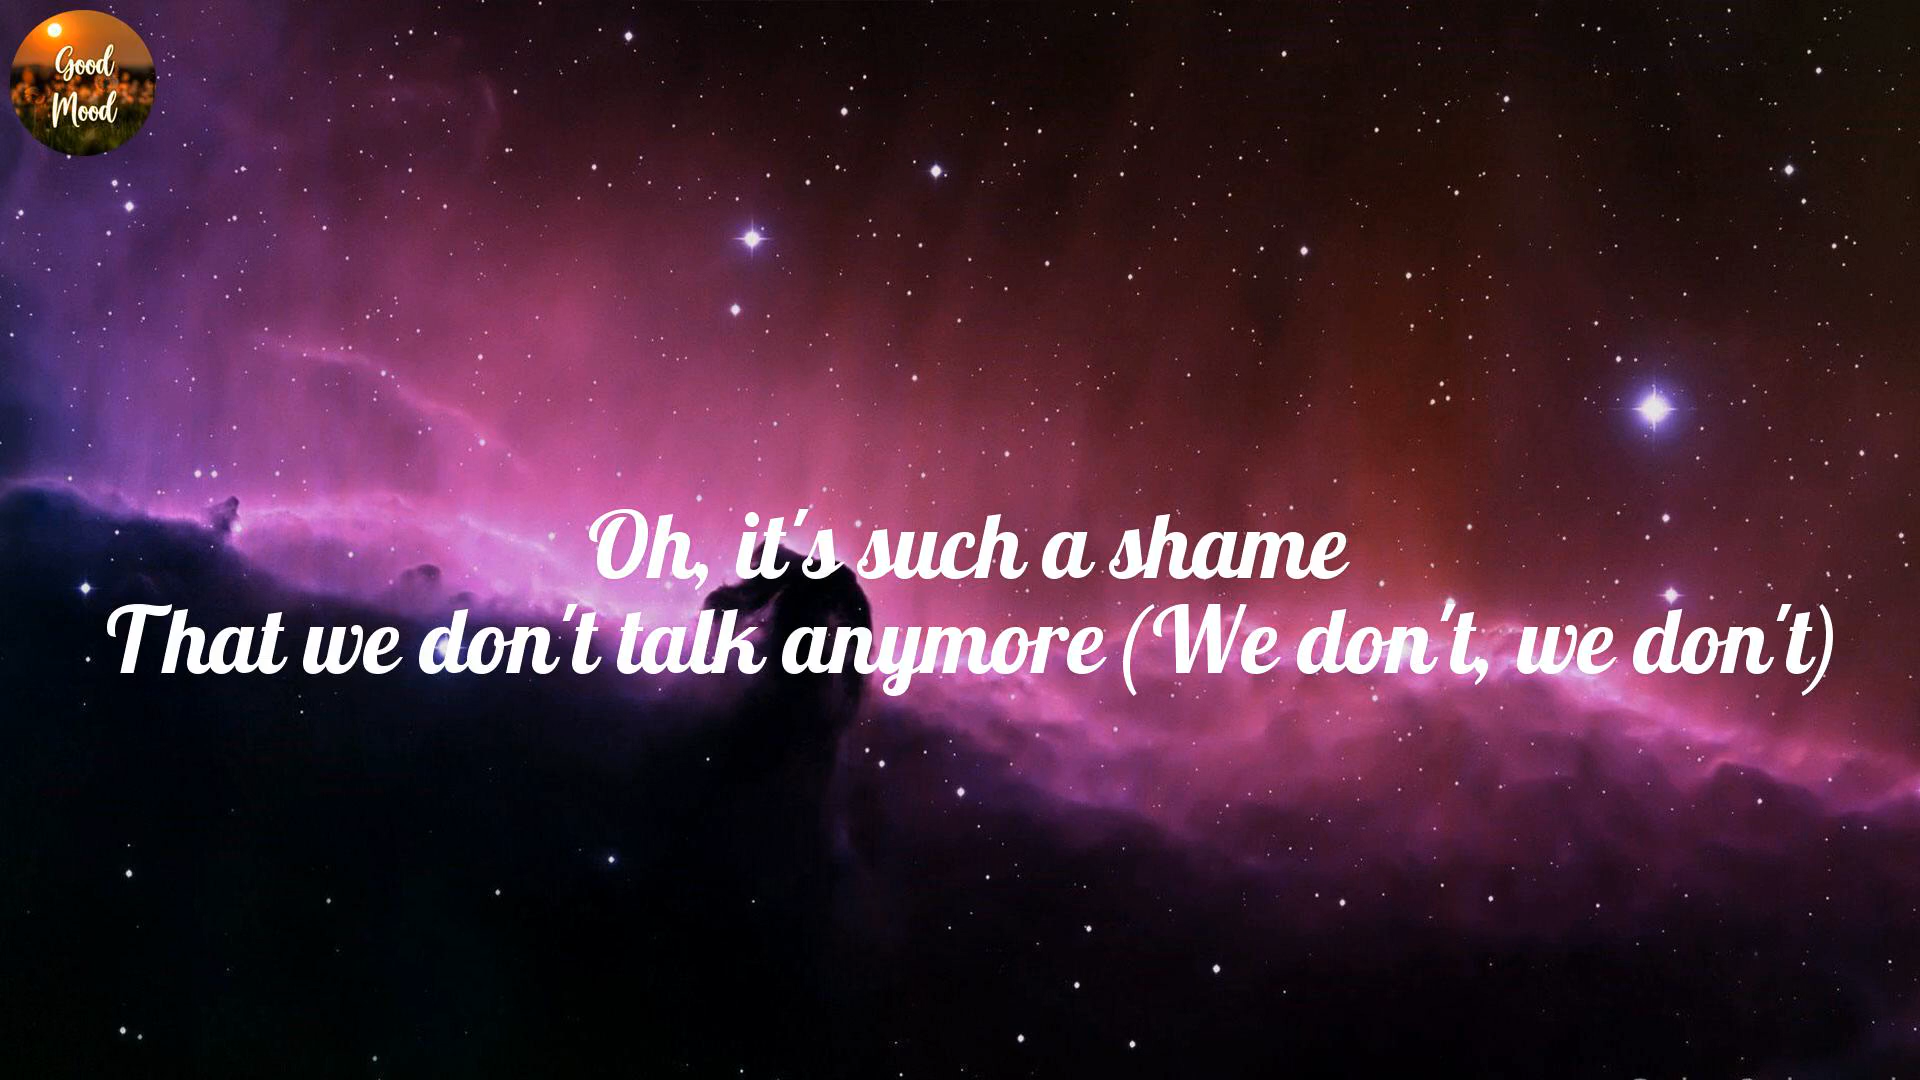 Good
Mood
Oh, it's such a shame
That we don't talk anymore (We don't, we don't)